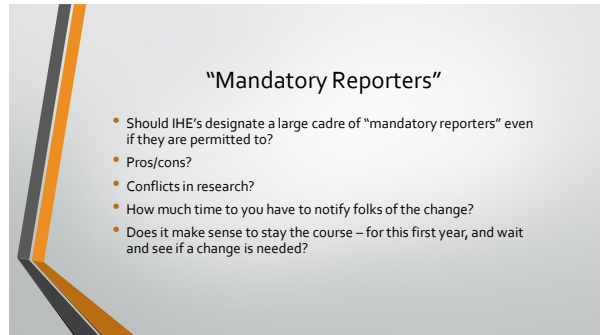 “Mandatory Reporters”
Should IHE’s designate a large cadre of “mandatory reporters” even
if they are permitted to?
Pros/cons?
Conflicts in research?
How much time to you have to notify folks of the change?
Does it make sense to stay the course – for this first year, and wait
and see if a change is needed?